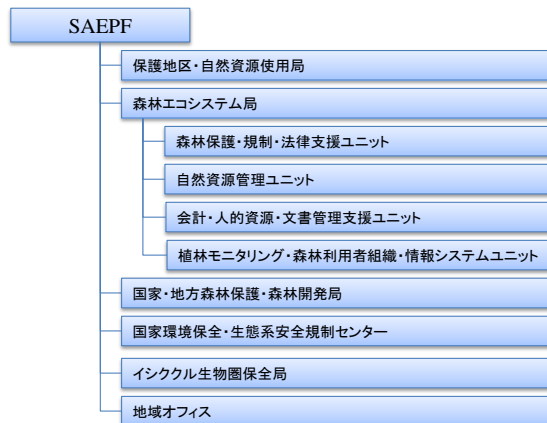 SAEPF
保護地区・自然資源使用局
森林エコシステム局
森林保護・規制・法律支援ユニット
自然資源管理ユニット
会計・人的資源・文書管理支援ユニット
植林モニタリング・森林利用者組織・情報システムユニット
国家・地方森林保護・森林開発局
国家環境保全・生態系安全規制センター
イシククル生物圏保全局
地域オフィス